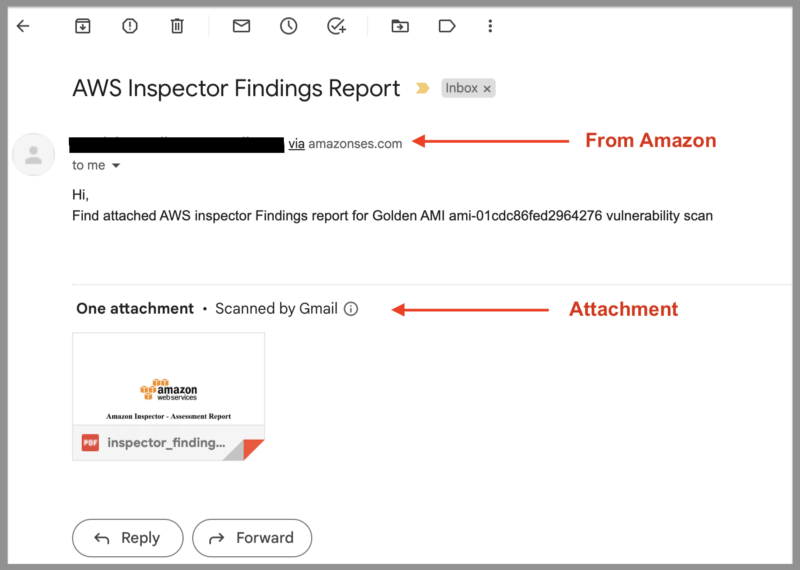 AWS Inspector Findings Report
Inbox ×
via amazonses.com
From Amazon
to me
Hi,
Find attached AWS inspector Findings report for Golden AMI ami-01cdc86fed2964276 vulnerability scan
One attachment • Scanned by Gmail
Attachment
amazon
webservices
Amazon Inspector - Assessment Report
PDF inspector_finding...
Reply
Forward